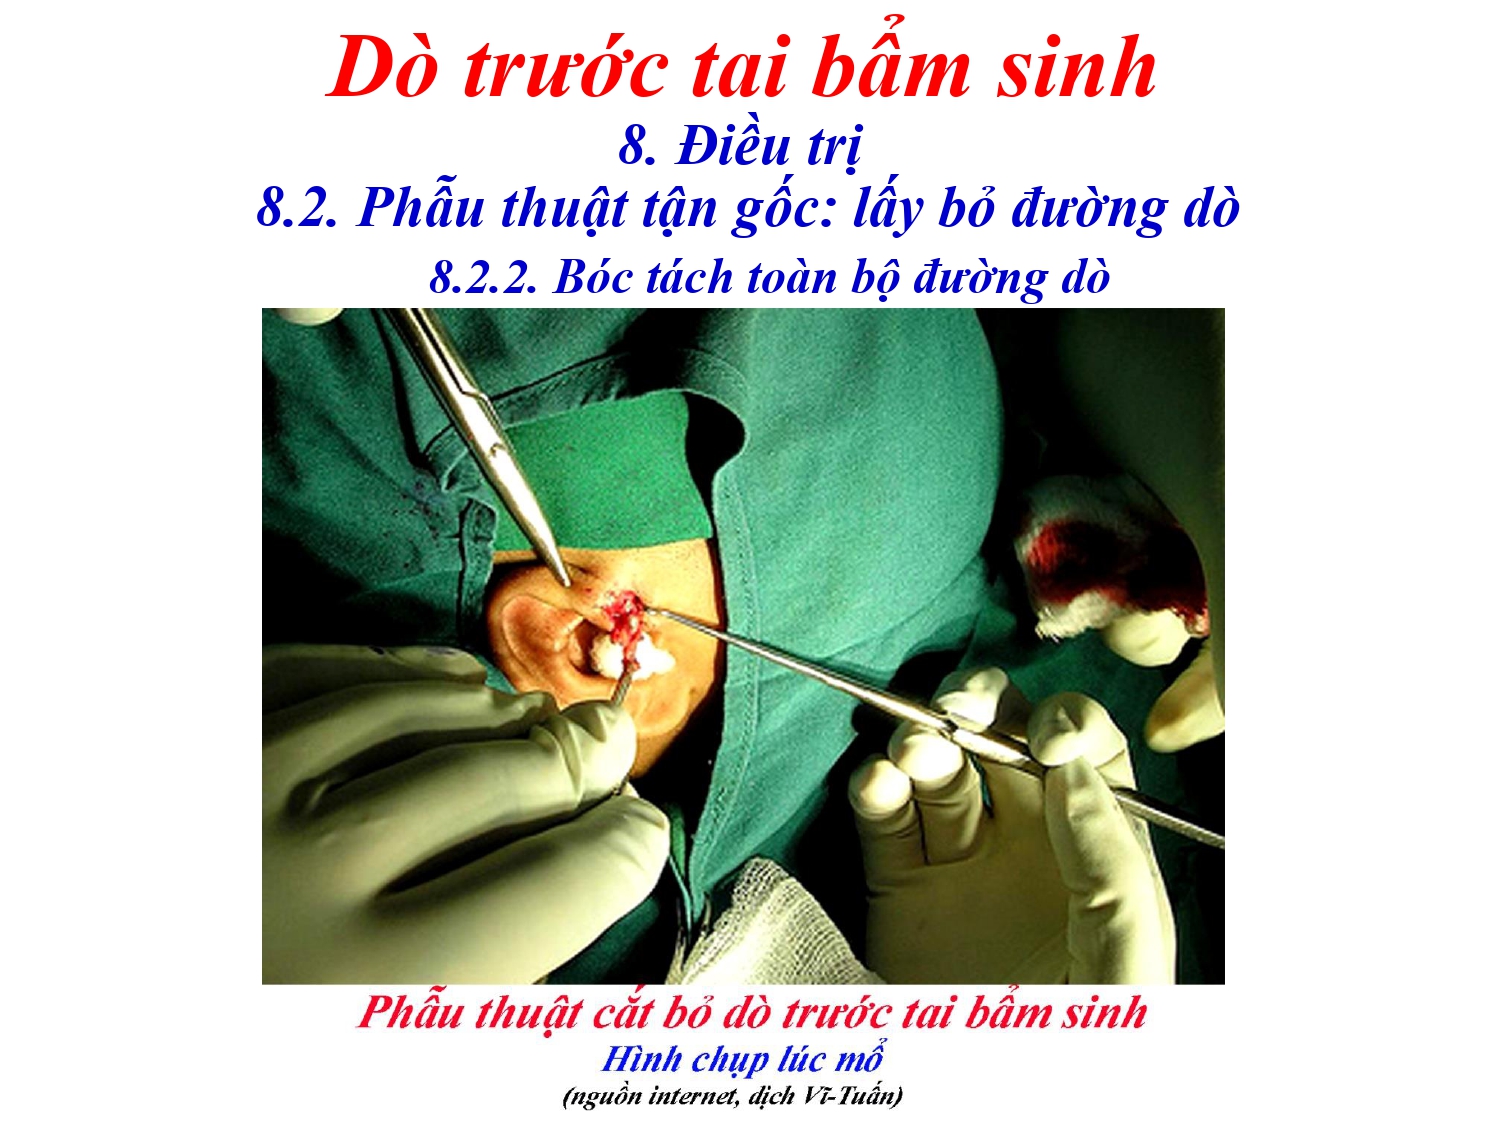 Dò trước tai bẩm sinh
8. Điều trị
8.2. Phẫu thuật tận gốc: lấy bỏ đường dò
8.2.2. Bóc tách toàn bộ đường dò
Phẫu thuật cắt bỏ dò trước tai bẩm sinh
Hình chụp lúc mổ
(nguồn internet, dịch Vĩ-Tuấn)